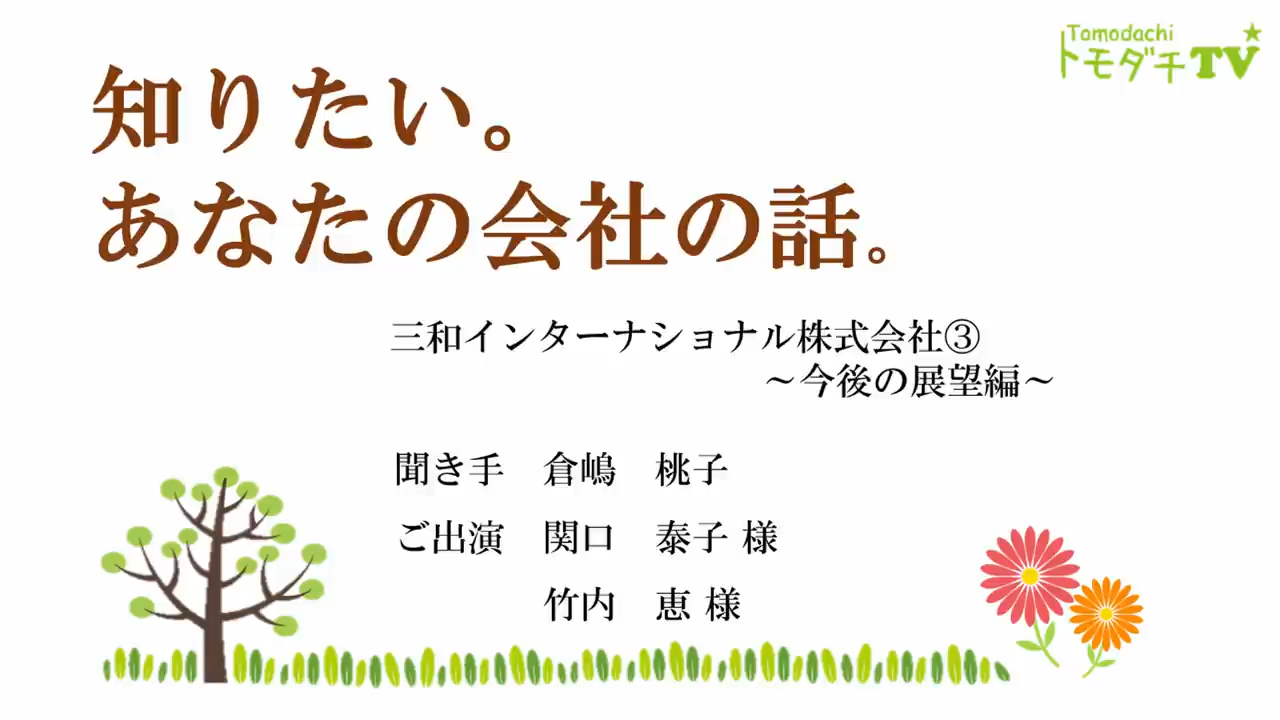 Tomodachi
トモダチTV
知りたい。
あなたの会社の話。
三和インターナショナル株式会社③
～今後の展望編～
聞き手 倉嶋 桃子
ご出演 関口 泰子 様
竹内 恵 様